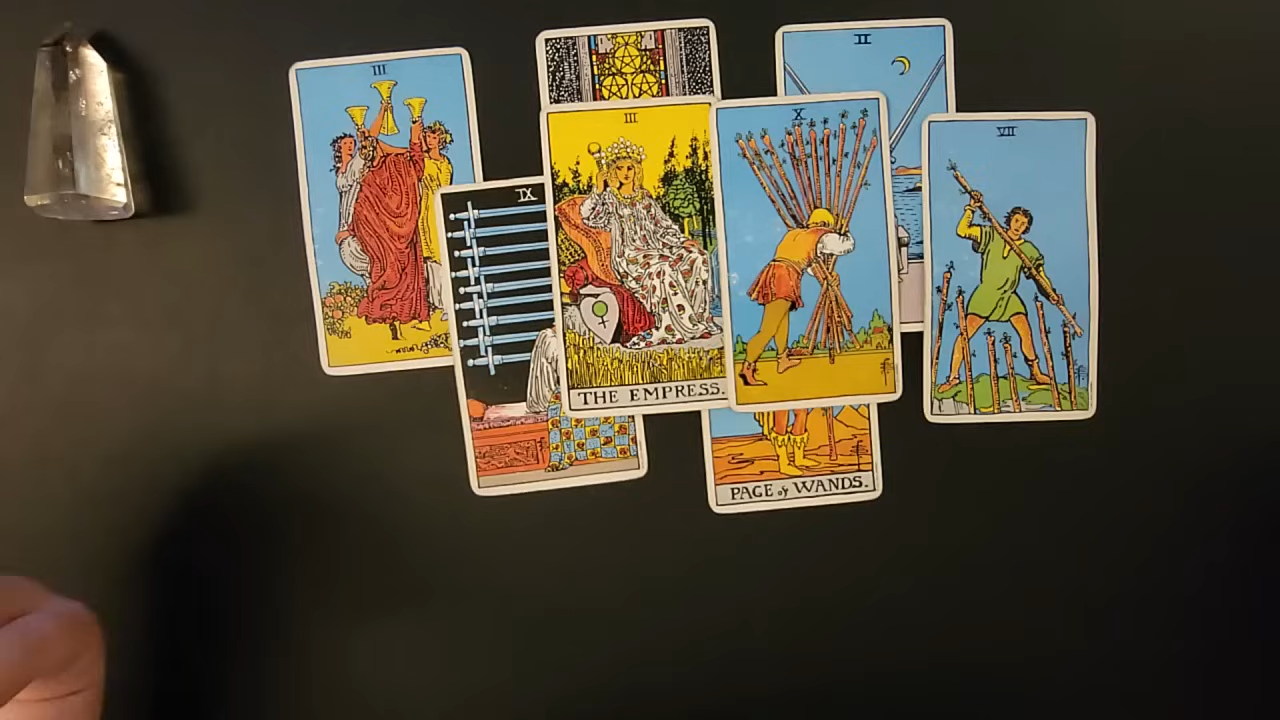 III
II
III
X
VII
IX
THE EMPRESS.
PAGE of WANDS.